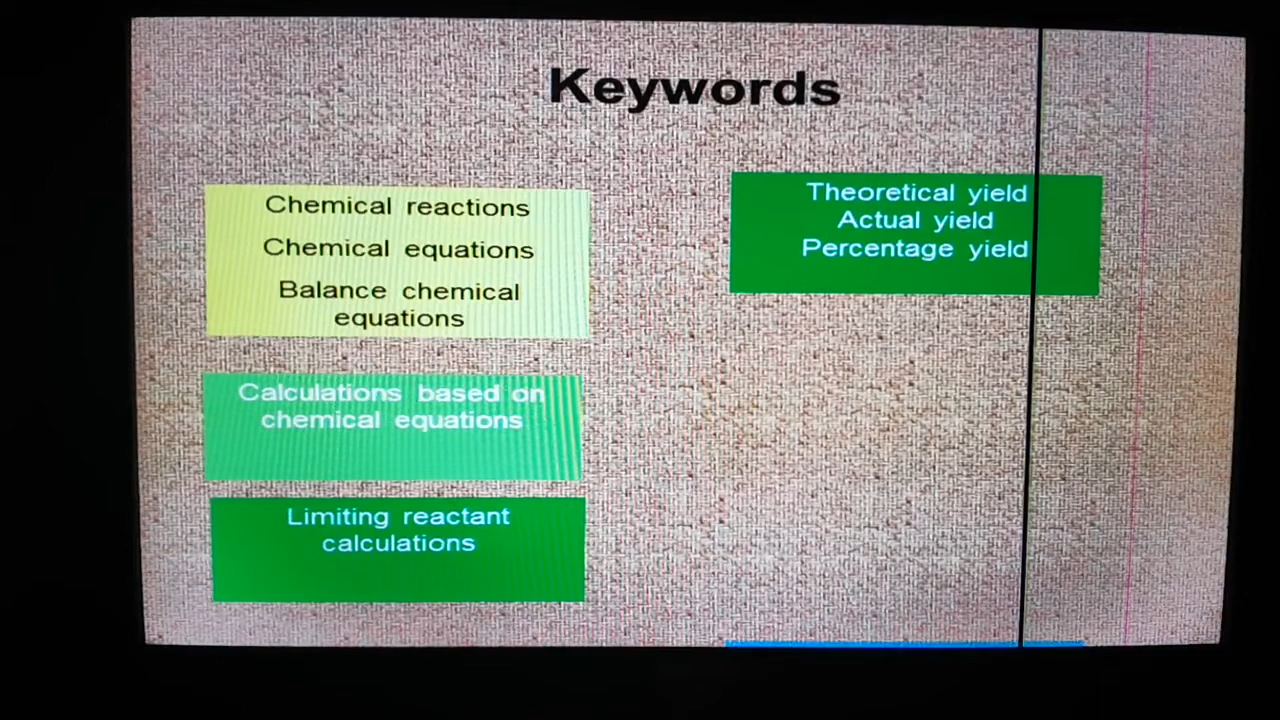 Keywords
Chemical reactions
Chemical equations
Balance chemical
equations
Calculations based on
chemical equations
Limiting reactant
calculations
Theoretical yield
Actual yield
Percentage yield